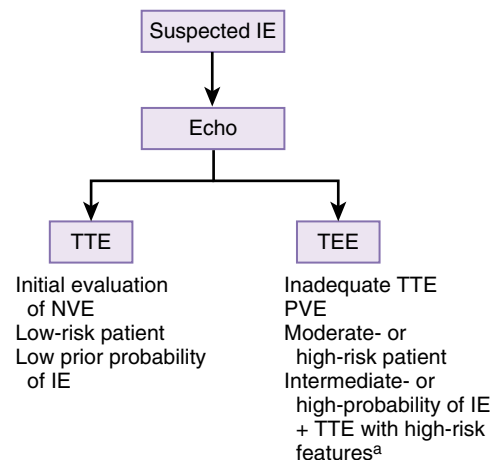 Suspected IE
Echo
TTE
Initial evaluation
of NVE
Low-risk patient
Low prior probability
of IE
TEE
Inadequate TTE
PVE
Moderate- or
high-risk patient
Intermediate- or
high-probability of IE
+ TTE with high-risk
featuresᵃ